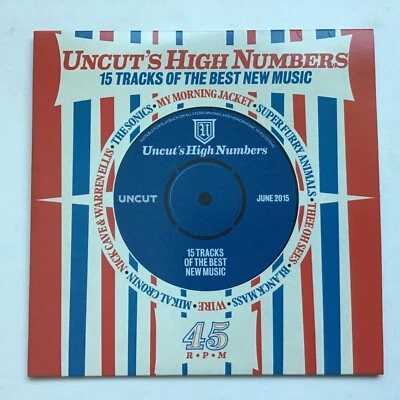 UNCUT'S HIGH NUMBERS
15 TRACKS OF THE BEST NEW MUSIC
NICK CAVE & WARREN ELLIS • THE SONICS • MY MORNING JACKET • SUPER FURRY ANIMALS • THEE OH SEES • BLANCK MASS • WIRE • MIKAL CRONIN •
U
Uncut's High Numbers
UNCUT
JUNE 2015
15 TRACKS
OF THE BEST
NEW MUSIC
45
R • P • M